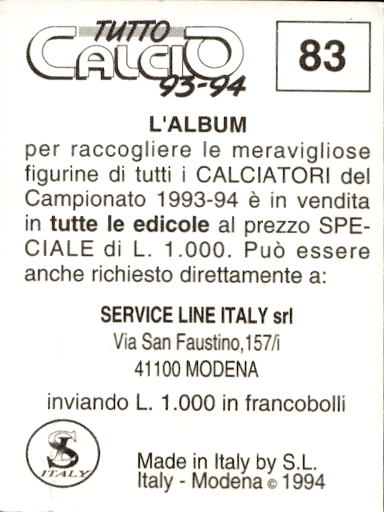 TUTTO
CALCIO
93-94
83
L'ALBUM
per raccogliere le meravigliose
figurine di tutti i CALCIATORI del
Campionato 1993-94 è in vendita
in tutte le edicole al prezzo SPE-
CIALE di L. 1.000. Può essere
anche richiesto direttamente a:
SERVICE LINE ITALY srl
Via San Faustino,157/i
41100 MODENA
inviando L. 1.000 in francobolli
SL
ITALY
Made in Italy by S.L.
Italy - Modena © 1994